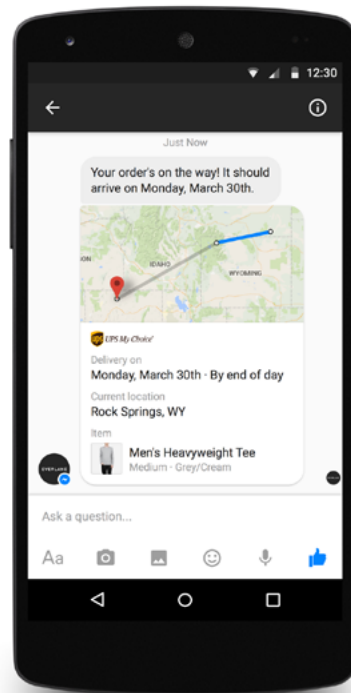 12:30
Just Now
Your order's on the way! It should
arrive on Monday, March 30th.
IDAHO
WYOMING
ups UPS My Choice
Delivery on
Monday, March 30th · By end of day
Current location
Rock Springs, WY
Item
Men's Heavyweight Tee
Medium · Grey/Cream
EVERLANE
Ask a question...
Aa